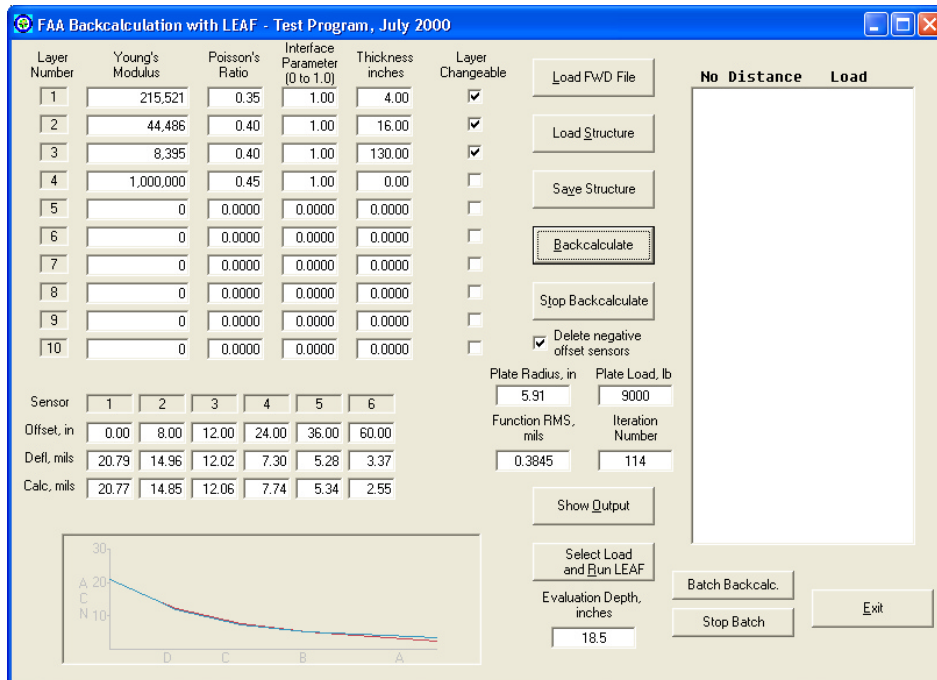 FAA Backcalculation with LEAF - Test Program, July 2000
Layer Number Young's Modulus Poisson's Ratio Interface Parameter (0 to 1.0) Thickness inches Layer Changeable
1 215,521 0.35 1.00 4.00
2 44,486 0.40 1.00 16.00
3 8,395 0.40 1.00 130.00
4 1,000,000 0.45 1.00 0.00
5 0 0.0000 0.0000 0.0000
6 0 0.0000 0.0000 0.0000
7 0 0.0000 0.0000 0.0000
8 0 0.0000 0.0000 0.0000
9 0 0.0000 0.0000 0.0000
10 0 0.0000 0.0000 0.0000
Sensor 1 2 3 4 5 6
Offset, in 0.00 8.00 12.00 24.00 36.00 60.00
Defl, mils 20.79 14.96 12.02 7.30 5.28 3.37
Calc, mils 20.77 14.85 12.06 7.74 5.34 2.55
30
20
10
A
C
N
D C B A
Load FWD File
Load Structure
Save Structure
Backcalculate
Stop Backcalculate
Delete negative
offset sensors
Plate Radius, in Plate Load, lb
5.91 9000
Function RMS, mils Iteration Number
0.3845 114
Show Output
Select Load
and Run LEAF
Evaluation Depth,
inches
18.5
No Distance Load
Batch Backcalc.
Stop Batch
Exit